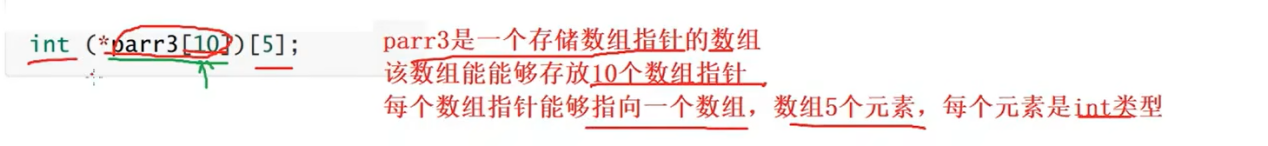 int (*parr3[10])[5];
parr3是一个存储数组指针的数组
该数组能能够存放10个数组指针
每个数组指针能够指向一个数组，数组5个元素，每个元素是int类型